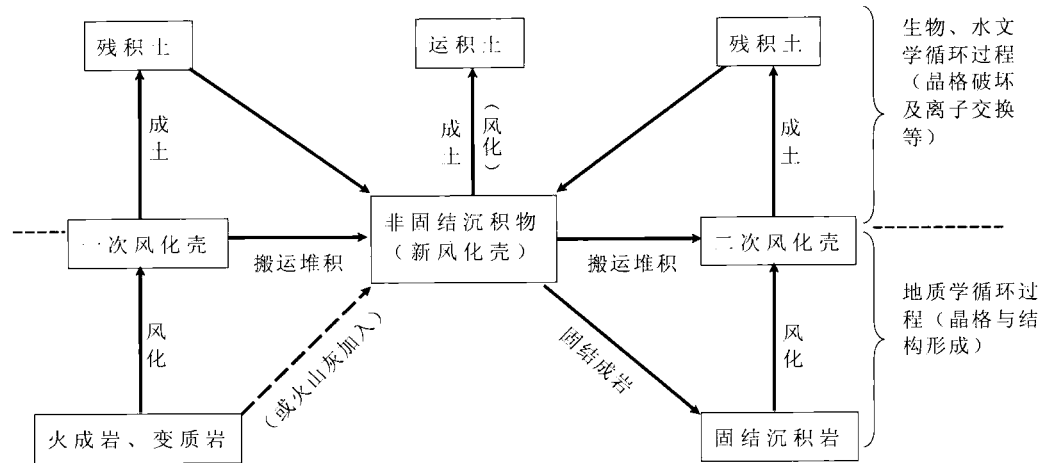 残积土
运积土
残积土
生物、水文
学循环过程
（晶格破坏
及离子交换
等）
成土
成土
（风化）
成土
一次风化壳
非固结沉积物
（新风化壳）
二次风化壳
搬运堆积
搬运堆积
地质学循环过
程（晶格与结
构形成）
风化
（或火山灰加入）
固结成岩
风化
火成岩、变质岩
固结沉积岩